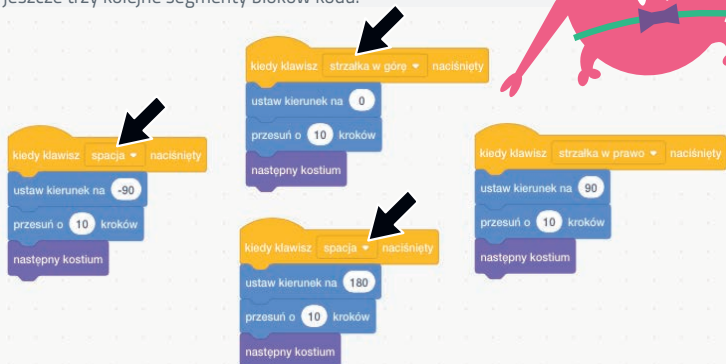 jeszcze trzy kolejne segmenty bloków kodu.
kiedy klawisz strzałka w górę naciśnięty
ustaw kierunek na 0
przesuń o 10 kroków
następny kostium
kiedy klawisz spacja naciśnięty
ustaw kierunek na -90
przesuń o 10 kroków
następny kostium
kiedy klawisz strzałka w prawo naciśnięty
ustaw kierunek na 90
przesuń o 10 kroków
następny kostium
kiedy klawisz spacja naciśnięty
ustaw kierunek na 180
przesuń o 10 kroków
następny kostium